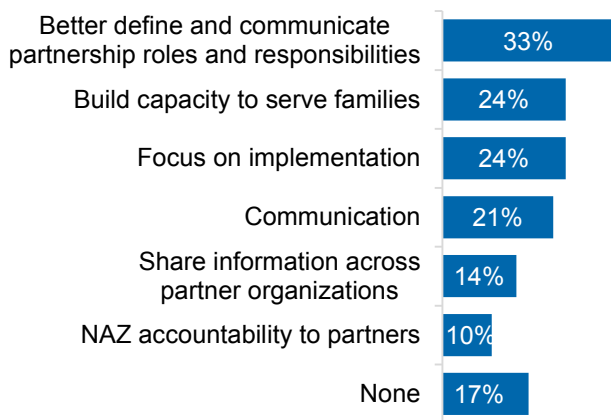 Better define and communicate
partnership roles and responsibilities
33%
Build capacity to serve families
24%
Focus on implementation
24%
Communication
21%
Share information across
partner organizations
14%
NAZ accountability to partners
10%
None
17%